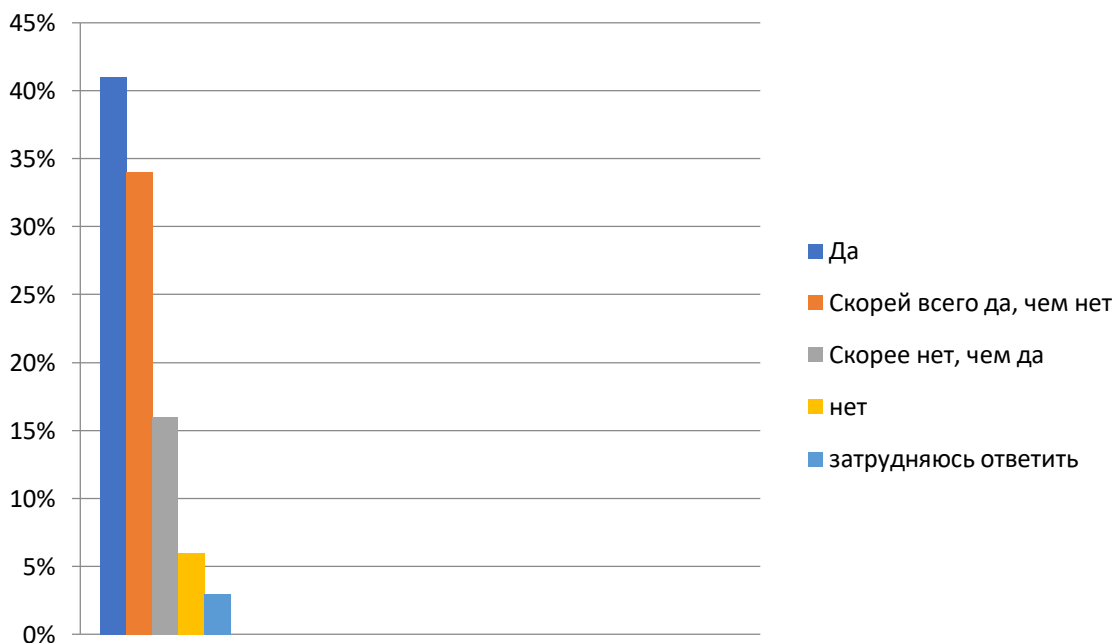 45%
40%
35%
30%
25%
20%
15%
10%
5%
0%
Да
Скорей всего да, чем нет
Скорее нет, чем да
нет
затрудняюсь ответить